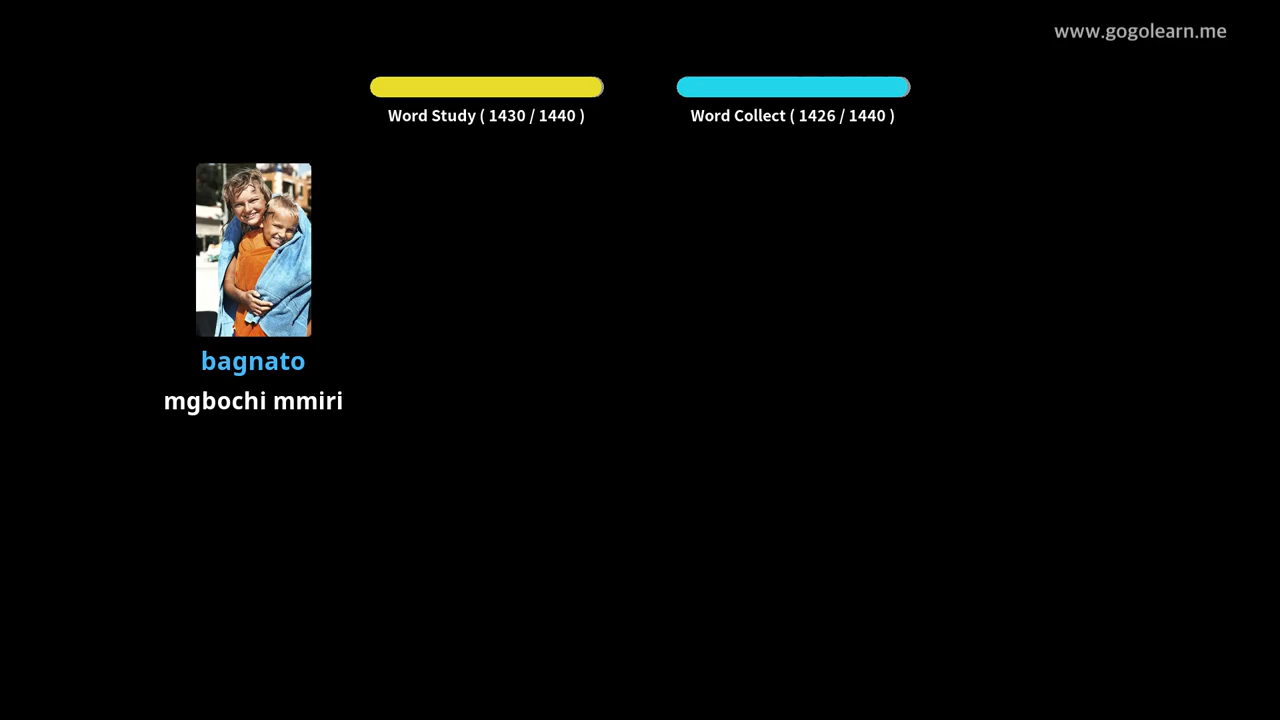 www.gogolearn.me
Word Study ( 1430 / 1440 )
Word Collect ( 1426 / 1440 )
bagnato
mgbochi mmiri